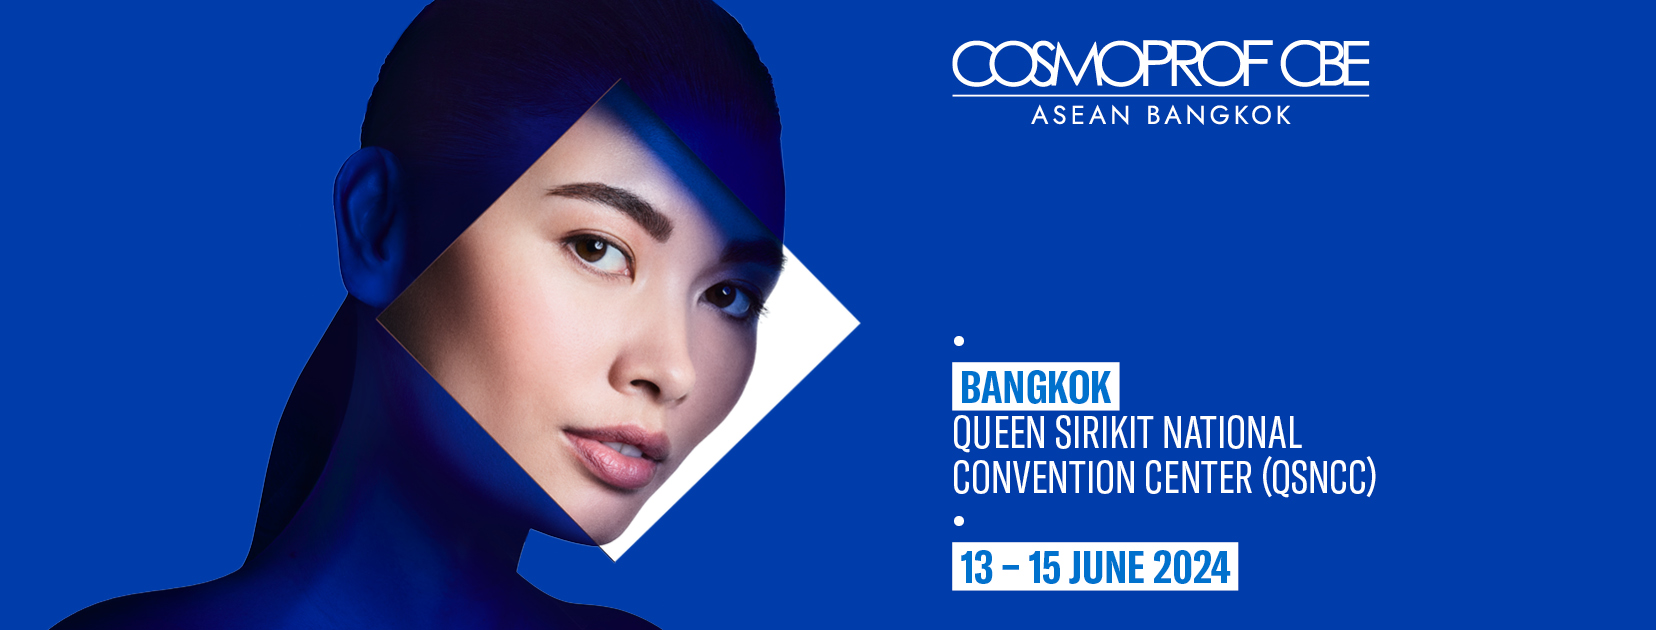 COSMOPROF CBE
ASEAN BANGKOK
BANGKOK
QUEEN SIRIKIT NATIONAL
CONVENTION CENTER (QSNCC)
13 – 15 JUNE 2024